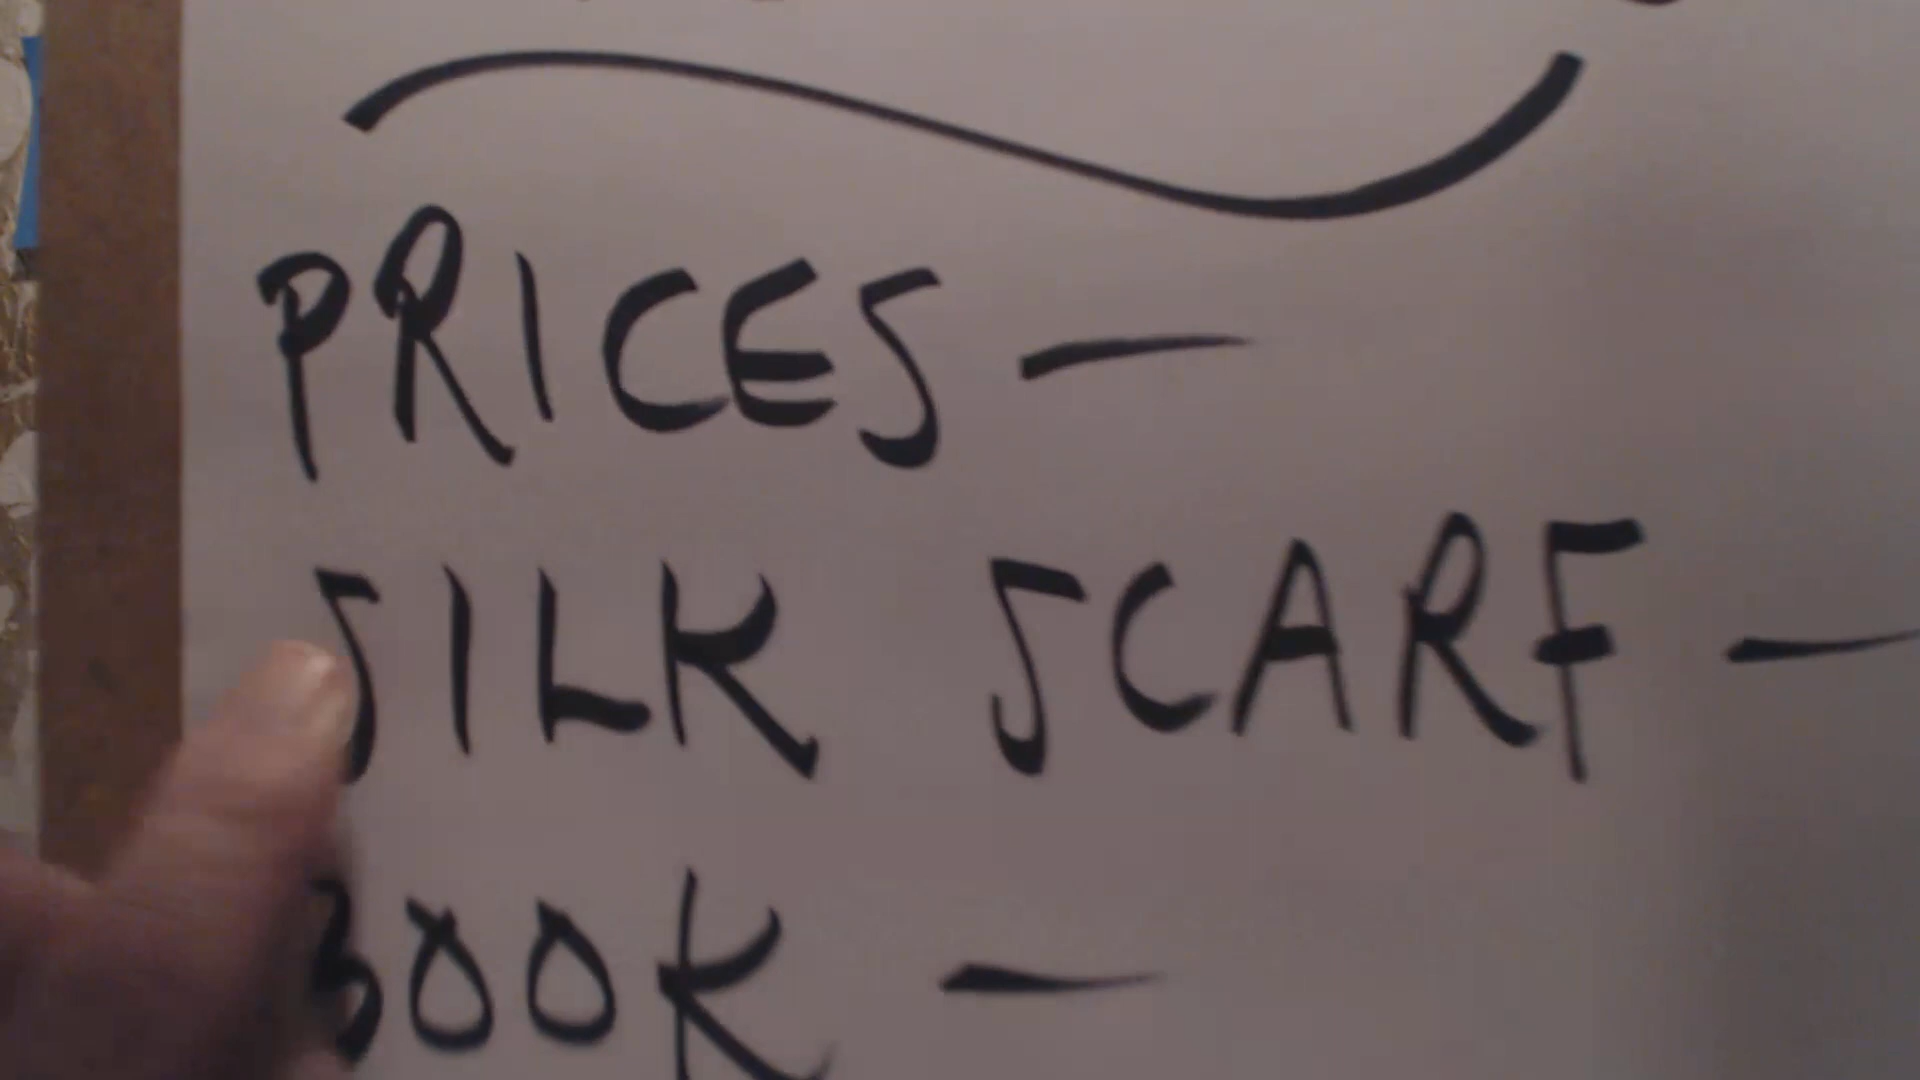 PRICES —
SILK SCARF —
BOOK —